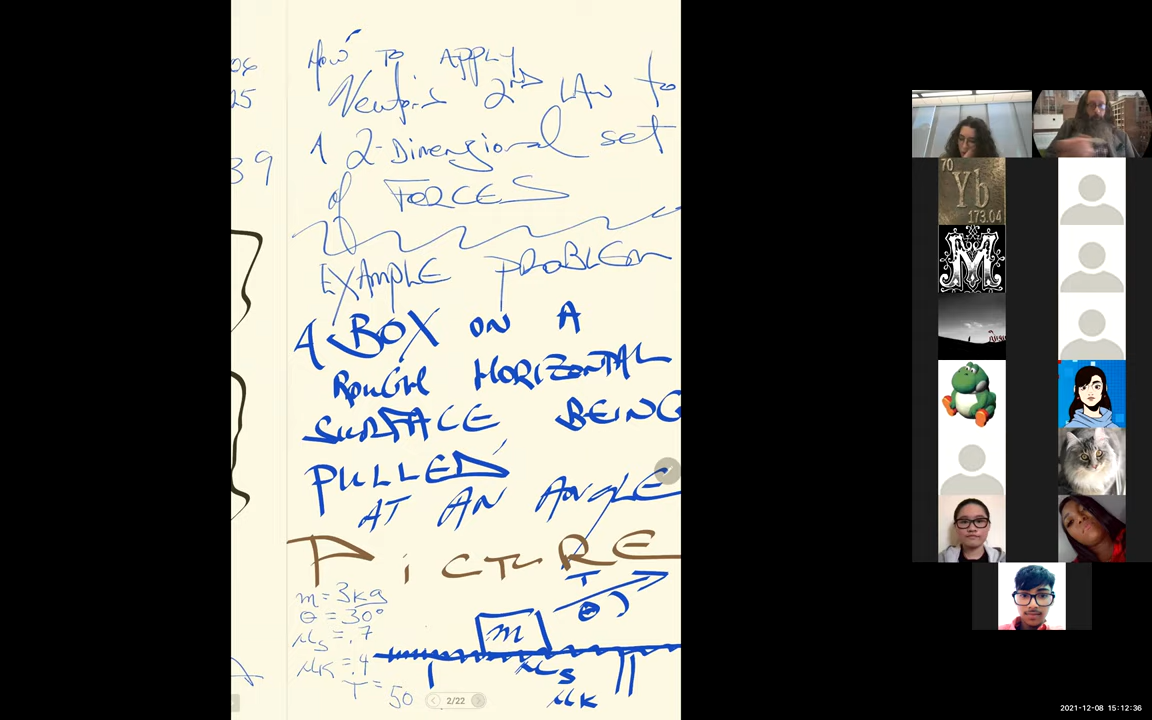 How to APPLY
Newton's 2ND LAW to
A 2-Dimensional set
of FORCES
EXAMPLE PROBLEM
A BOX ON A
ROUGH HORIZONTAL
SURFACE BEING
PULLED
AT AN ANGLE
PICTURE
m = 3kg
θ = 30°
μs = .7
μK = .4
T = 50
T
θ
m
μs
μK
25
39
2/22
70
Yb
173.04
M
2021-12-08 15:12:36